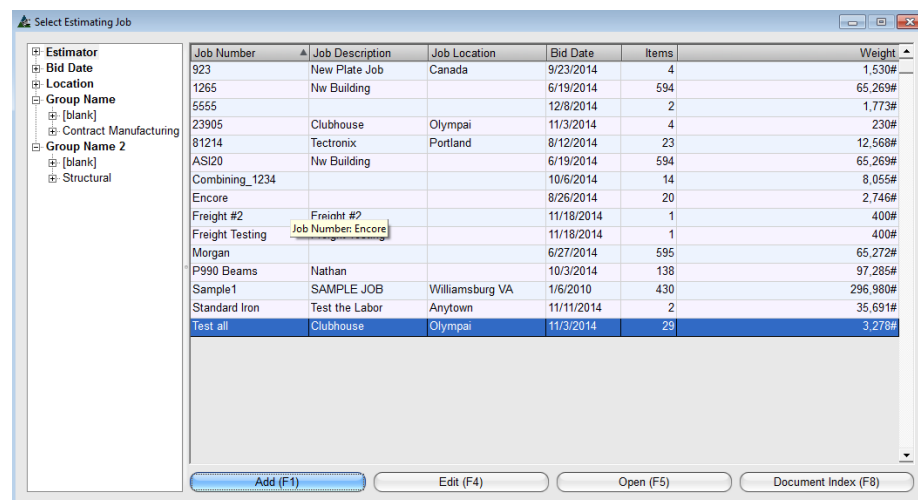 Select Estimating Job
Estimator
Bid Date
Location
Group Name
[blank]
Contract Manufacturing
Group Name 2
[blank]
Structural
Job Number Job Description Job Location Bid Date Items Weight
923 New Plate Job Canada 9/23/2014 4 1,530#
1265 Nw Building 6/19/2014 594 65,269#
5555 12/8/2014 2 1,773#
23905 Clubhouse Olympai 11/3/2014 4 230#
81214 Tectronix Portland 8/12/2014 23 12,568#
ASI20 Nw Building 6/19/2014 594 65,269#
Combining_1234 10/6/2014 14 8,055#
Encore 8/26/2014 20 2,746#
Freight #2 Freight #2 11/18/2014 1 400#
Job Number: Encore
Freight Testing 11/18/2014 1 400#
Morgan 6/27/2014 595 65,272#
P990 Beams Nathan 10/3/2014 138 97,285#
Sample1 SAMPLE JOB Williamsburg VA 1/6/2010 430 296,980#
Standard Iron Test the Labor Anytown 11/11/2014 2 35,691#
Test all Clubhouse Olympai 11/3/2014 29 3,278#
Add (F1) Edit (F4) Open (F5) Document Index (F8)